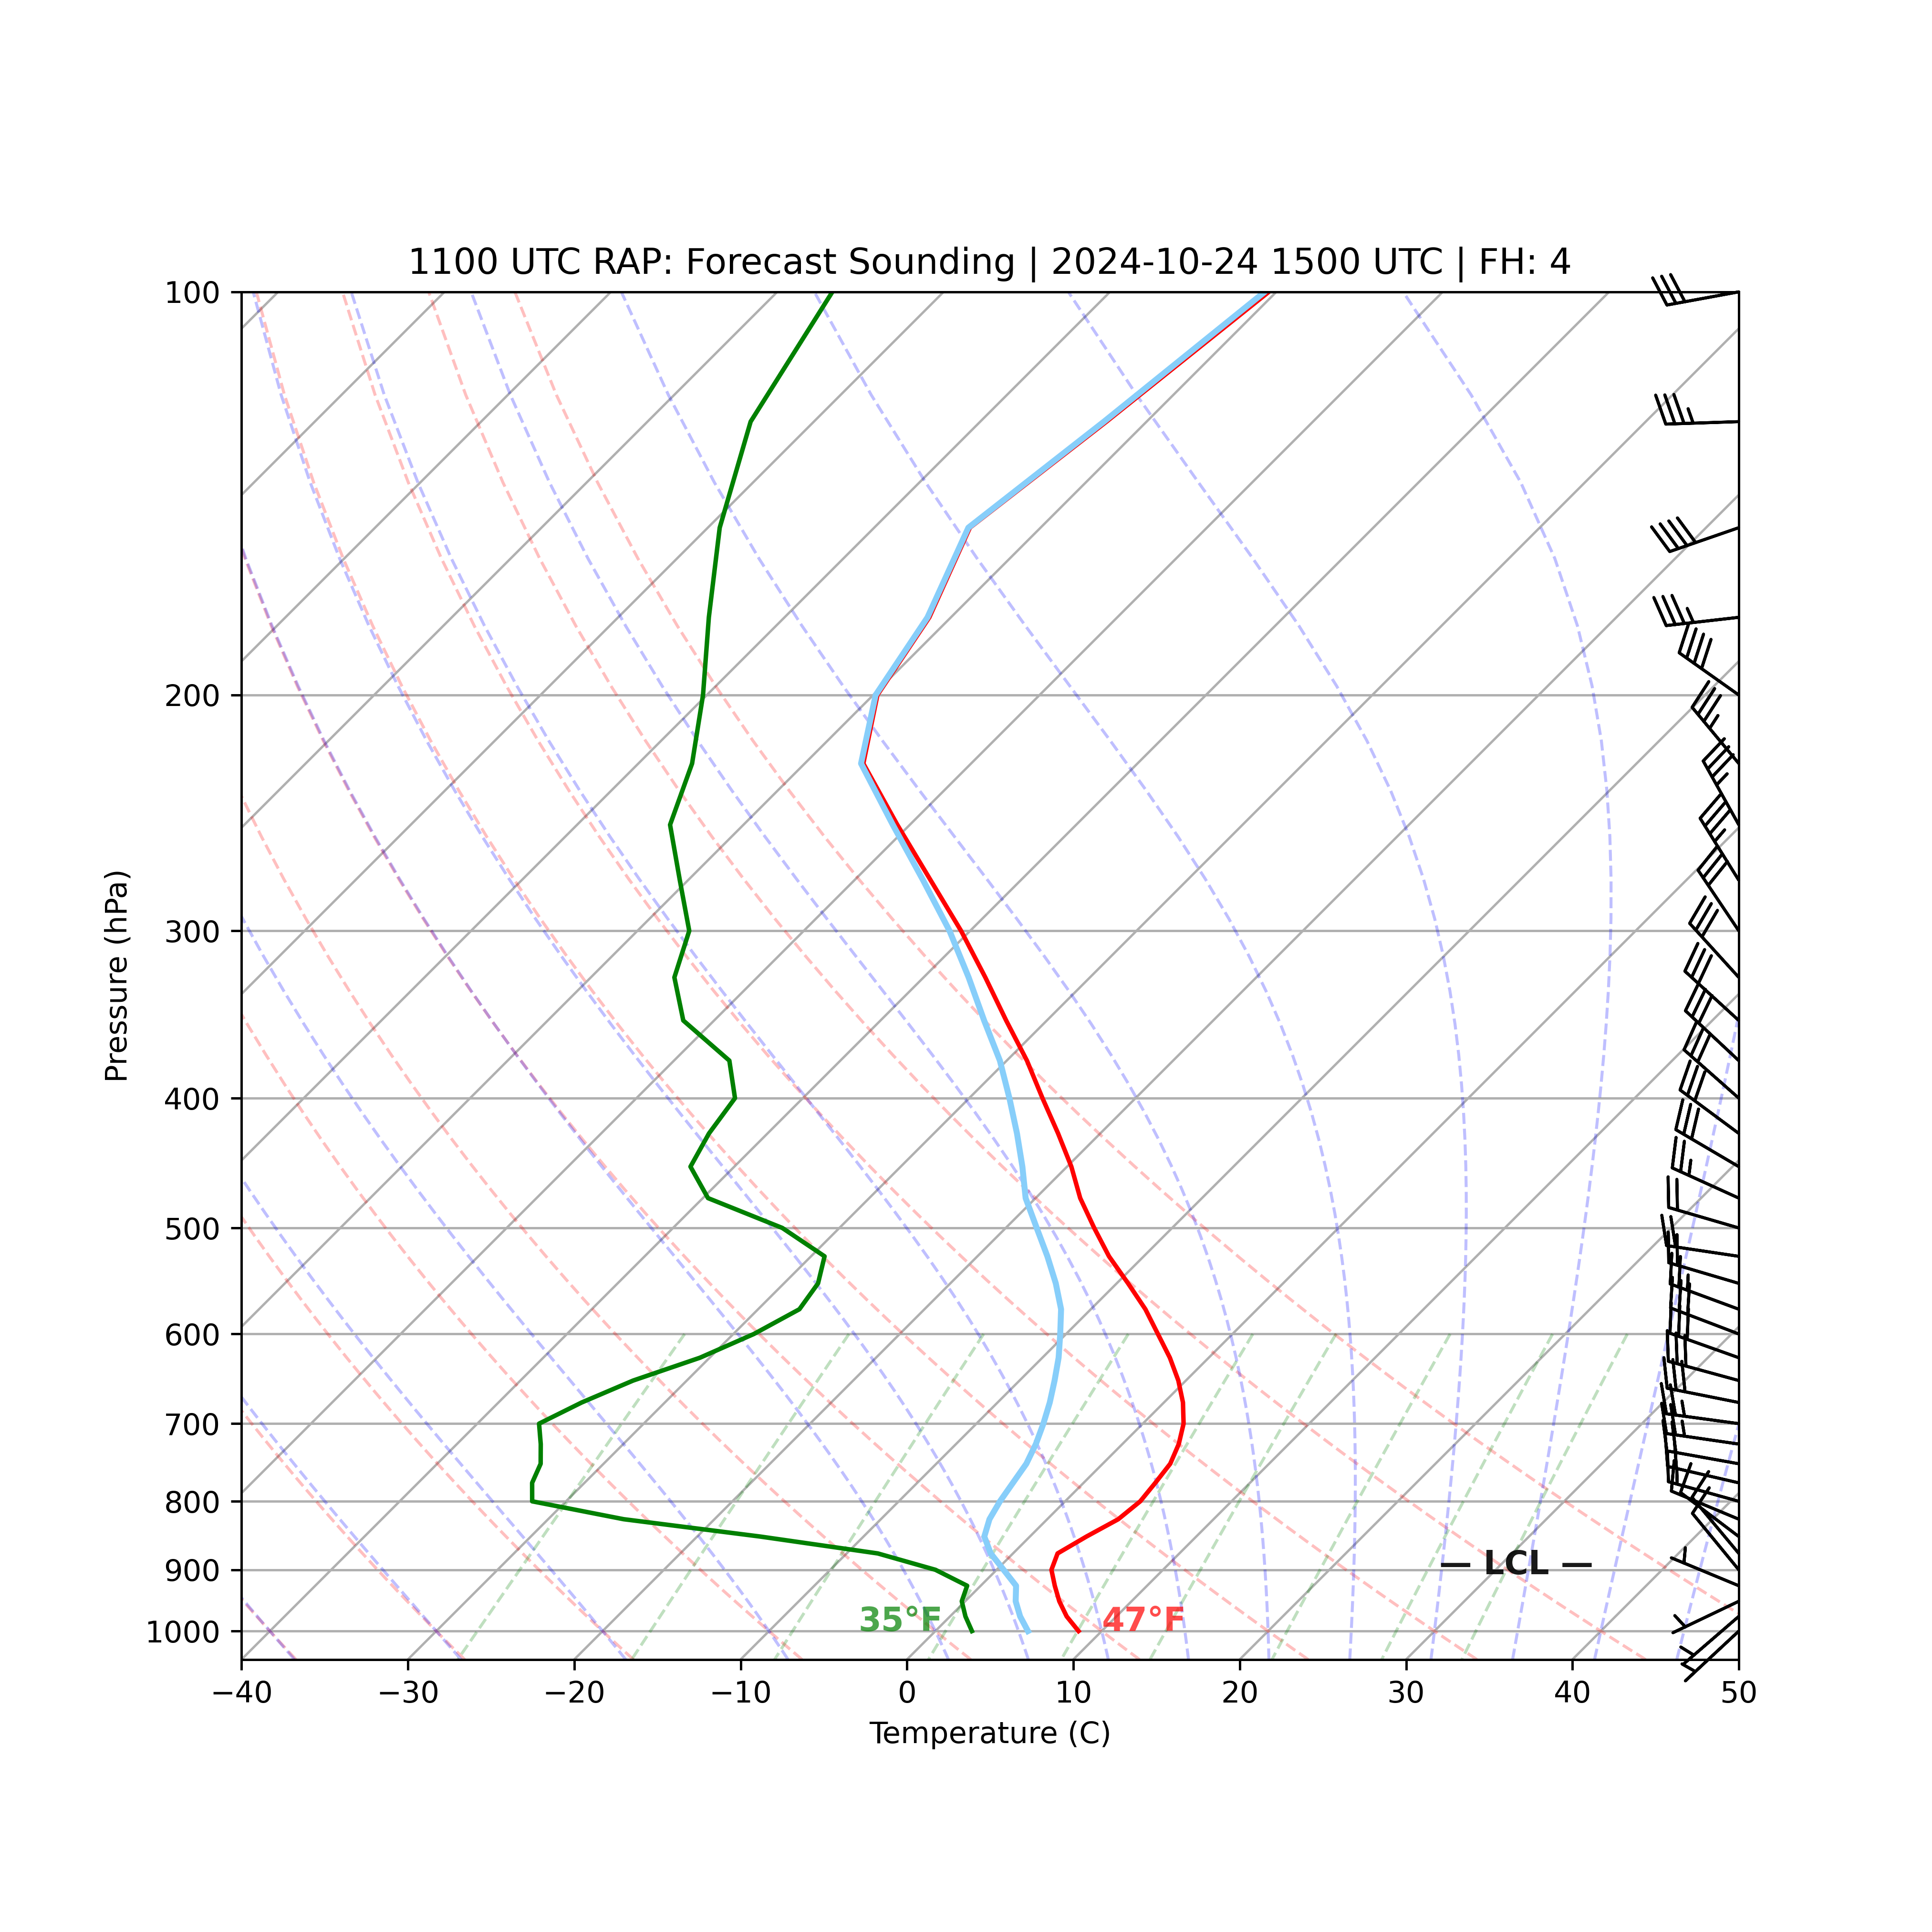 1100 UTC RAP: Forecast Sounding | 2024-10-24 1500 UTC | FH: 4
100
200
300
400
500
600
700
800
900
1000
Pressure (hPa)
— LCL —
35°F
47°F
−40 −30 −20 −10 0 10 20 30 40 50
Temperature (C)